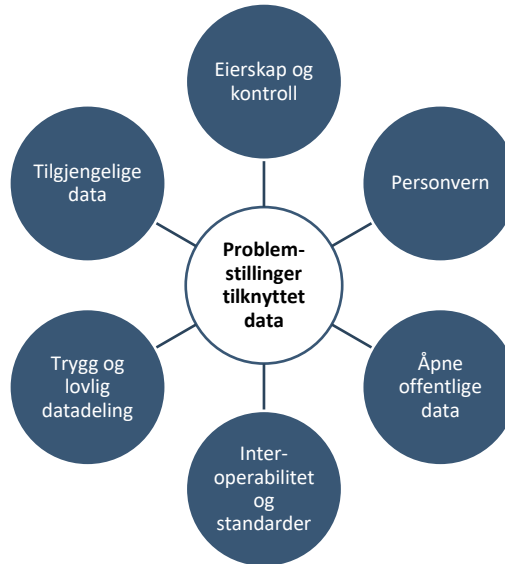 Eierskap og
kontroll
Tilgjengelige
data
Personvern
Problem-
stillinger
tilknyttet
data
Trygg og
lovlig
datadeling
Åpne
offentlige
data
Inter-
operabilitet
og
standarder